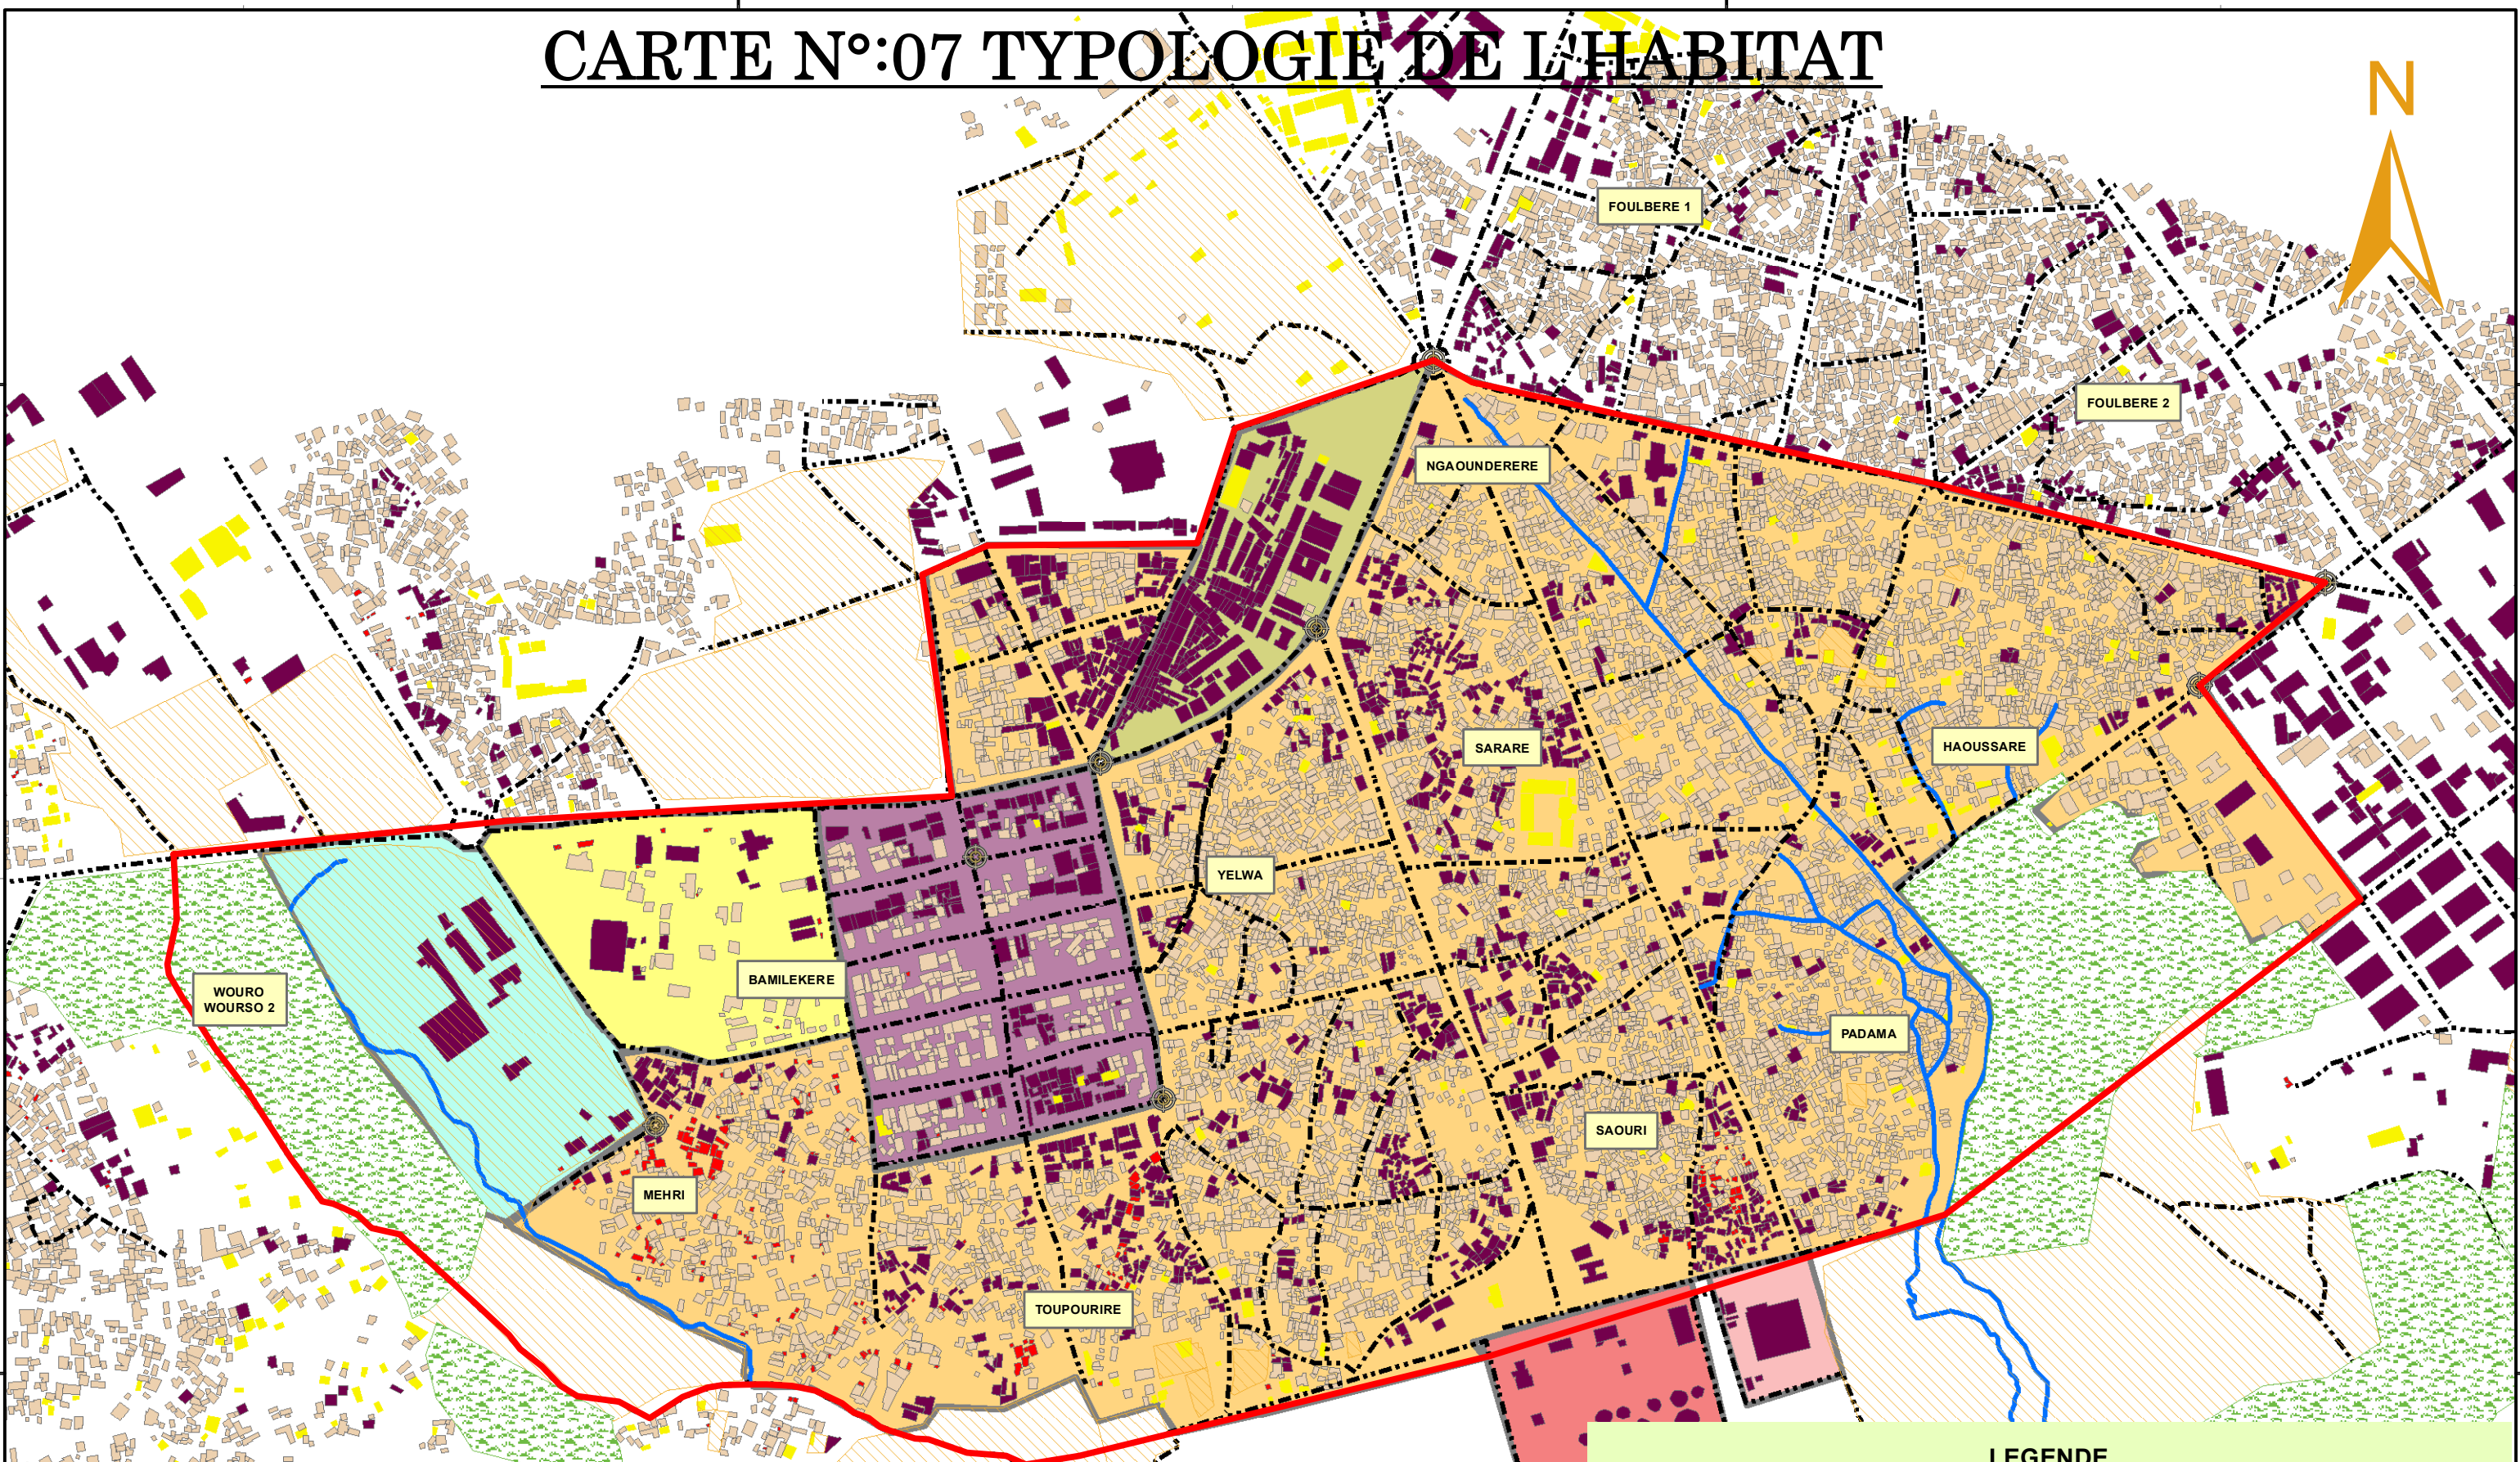 CARTE N°:07 TYPOLOGIE DE L'HABITAT
N
FOULBERE 1
FOULBERE 2
NGAOUNDERERE
SARARE
HAOUSSARE
YELWA
BAMILEKERE
WOURO
WOURSO 2
PADAMA
SAOURI
MEHRI
TOUPOURIRE
LEGENDE